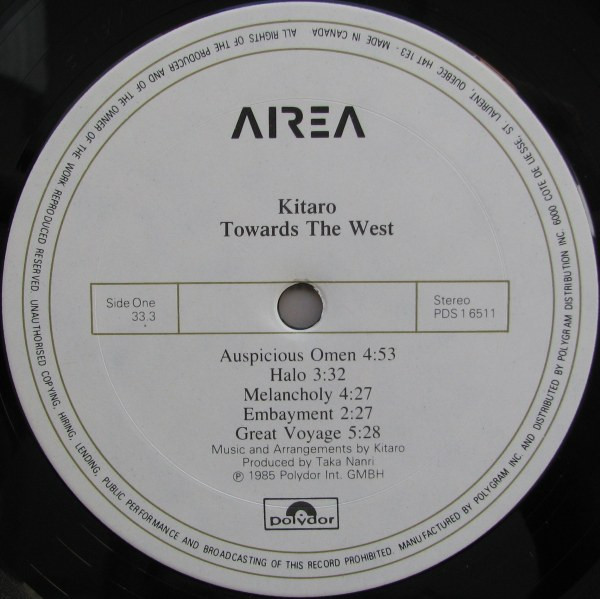 AIREA
Kitaro
Towards The West
Side One
33.3
Stereo
PDS 1 6511
Auspicious Omen 4:53
Halo 3:32
Melancholy 4:27
Embayment 2:27
Great Voyage 5:28
Music and Arrangements by Kitaro
Produced by Taka Nanri
℗ 1985 Polydor Int. GMBH
polydor
ALL RIGHTS OF THE PRODUCER AND OF THE OWNER OF THE WORK REPRODUCED RESERVED. UNAUTHORISED COPYING, HIRING, LENDING, PUBLIC PERFORMANCE AND BROADCASTING OF THIS RECORD PROHIBITED. MANUFACTURED BY POLYGRAM INC. AND DISTRIBUTED BY POLYGRAM DISTRIBUTION INC. 6000 COTE DE LIESSE, ST. LAURENT, QUEBEC H4T 1E3 - MADE IN CANADA